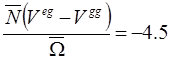 N̅(V^{eg} − V^{gg}) / Ω̅ = −4.5